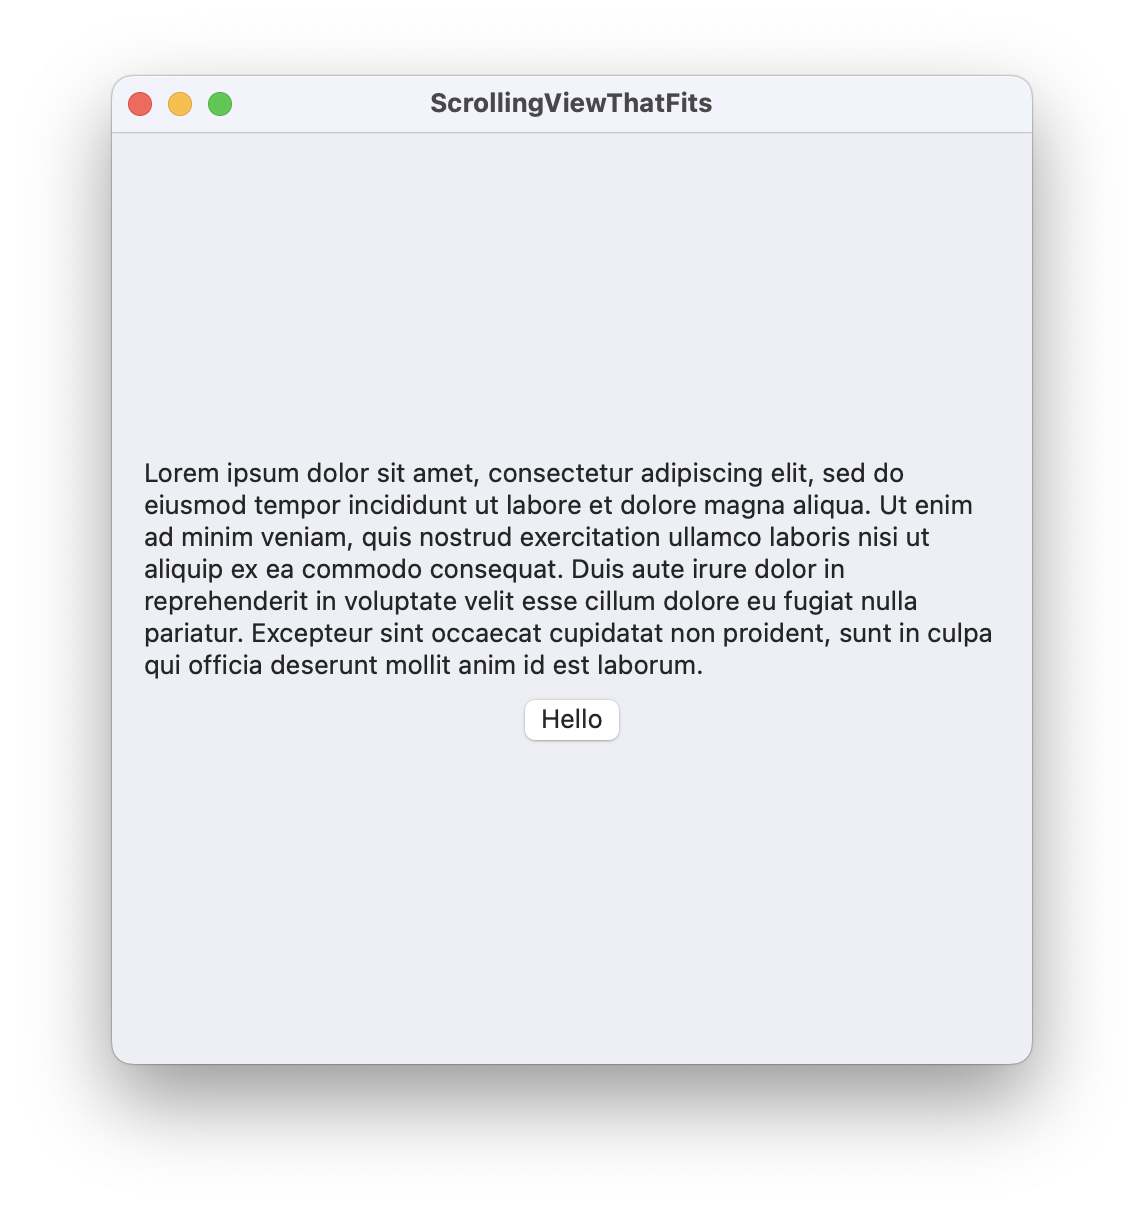 ScrollingViewThatFits
Lorem ipsum dolor sit amet, consectetur adipiscing elit, sed do
eiusmod tempor incididunt ut labore et dolore magna aliqua. Ut enim
ad minim veniam, quis nostrud exercitation ullamco laboris nisi ut
aliquip ex ea commodo consequat. Duis aute irure dolor in
reprehenderit in voluptate velit esse cillum dolore eu fugiat nulla
pariatur. Excepteur sint occaecat cupidatat non proident, sunt in culpa
qui officia deserunt mollit anim id est laborum.
Hello